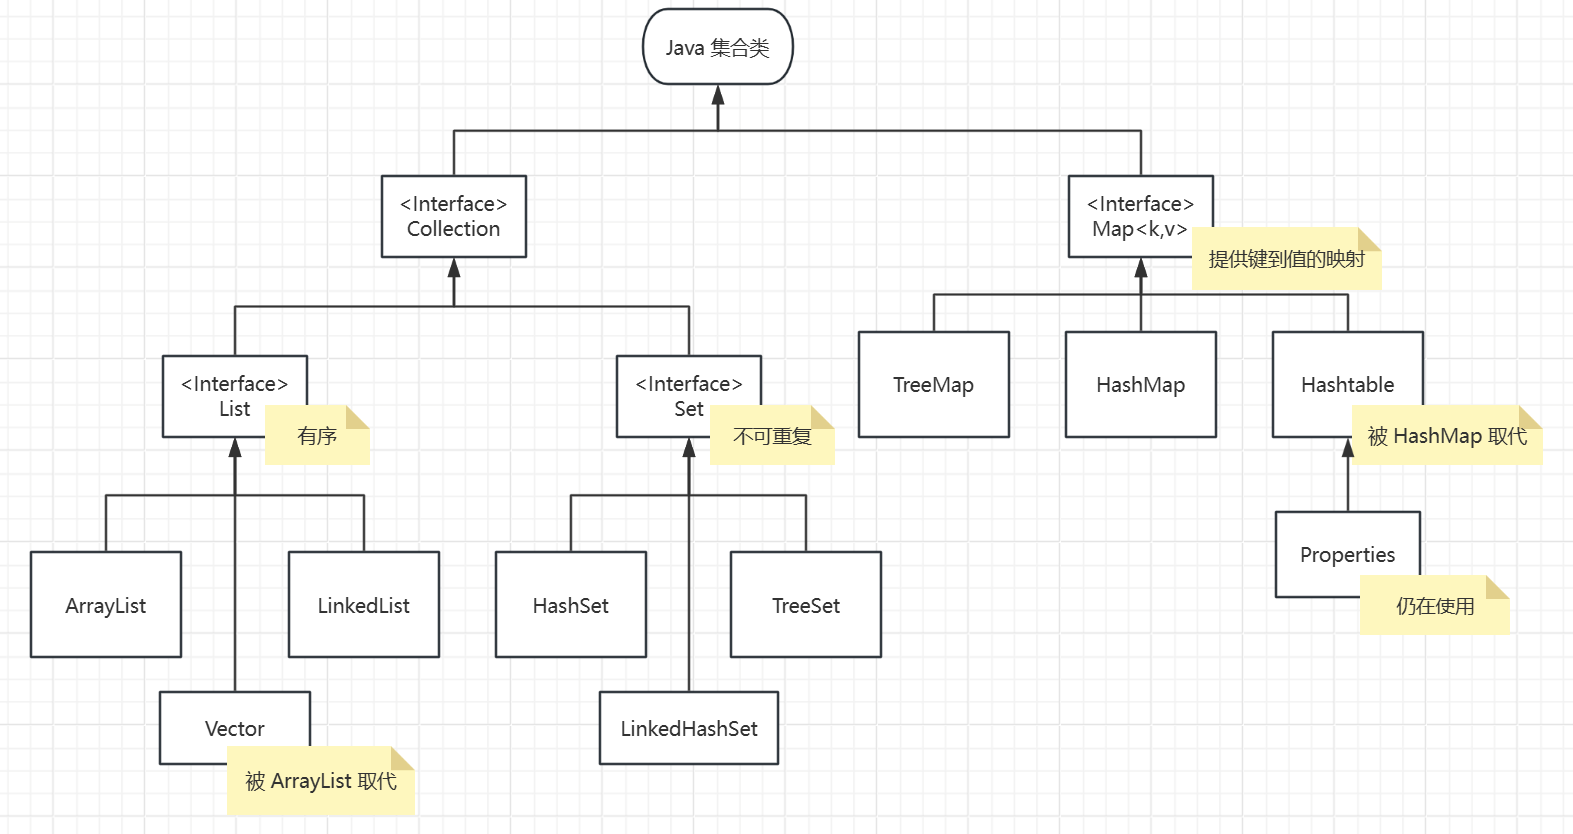 Java 集合类
<Interface>
Collection
<Interface>
Map<k,v>
提供键到值的映射
<Interface>
List
有序
<Interface>
Set
不可重复
TreeMap
HashMap
Hashtable
被 HashMap 取代
ArrayList
LinkedList
HashSet
TreeSet
Properties
仍在使用
Vector
被 ArrayList 取代
LinkedHashSet